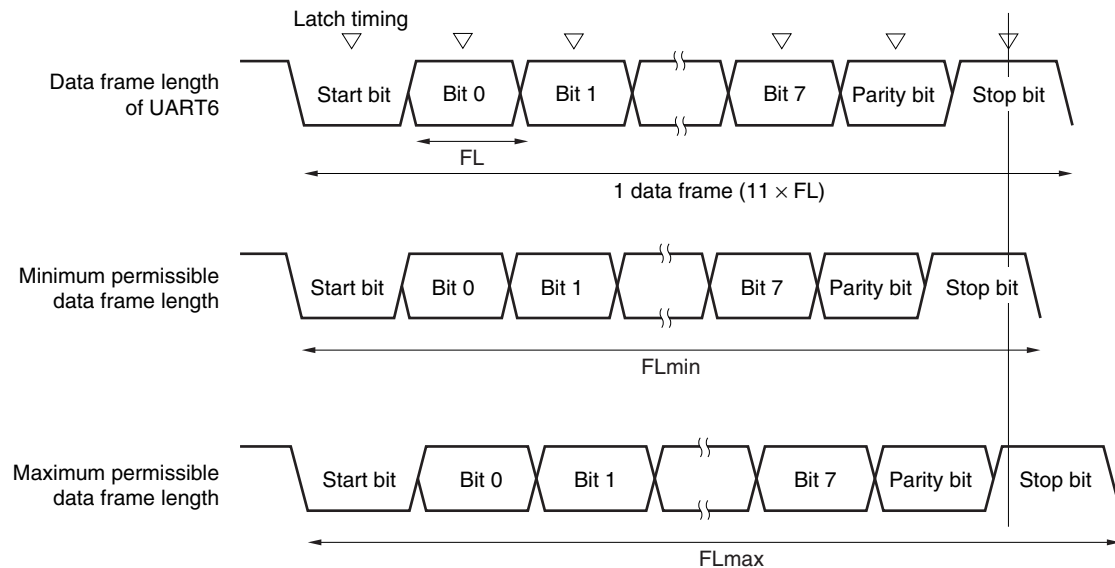 Latch timing
Data frame length
of UART6
Start bit
Bit 0
Bit 1
Bit 7
Parity bit
Stop bit
FL
1 data frame (11 × FL)
Minimum permissible
data frame length
Start bit
Bit 0
Bit 1
Bit 7
Parity bit
Stop bit
FLmin
Maximum permissible
data frame length
Start bit
Bit 0
Bit 1
Bit 7
Parity bit
Stop bit
FLmax